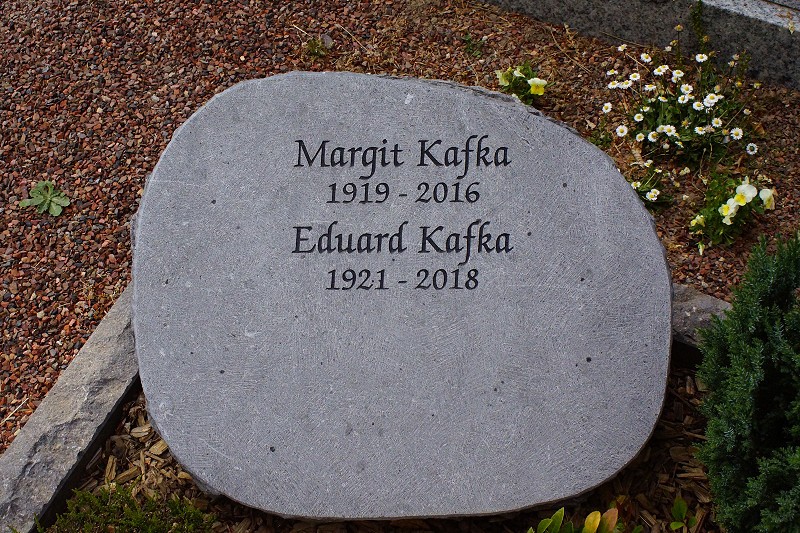 Margit Kafka
1919 - 2016
Eduard Kafka
1921 - 2018